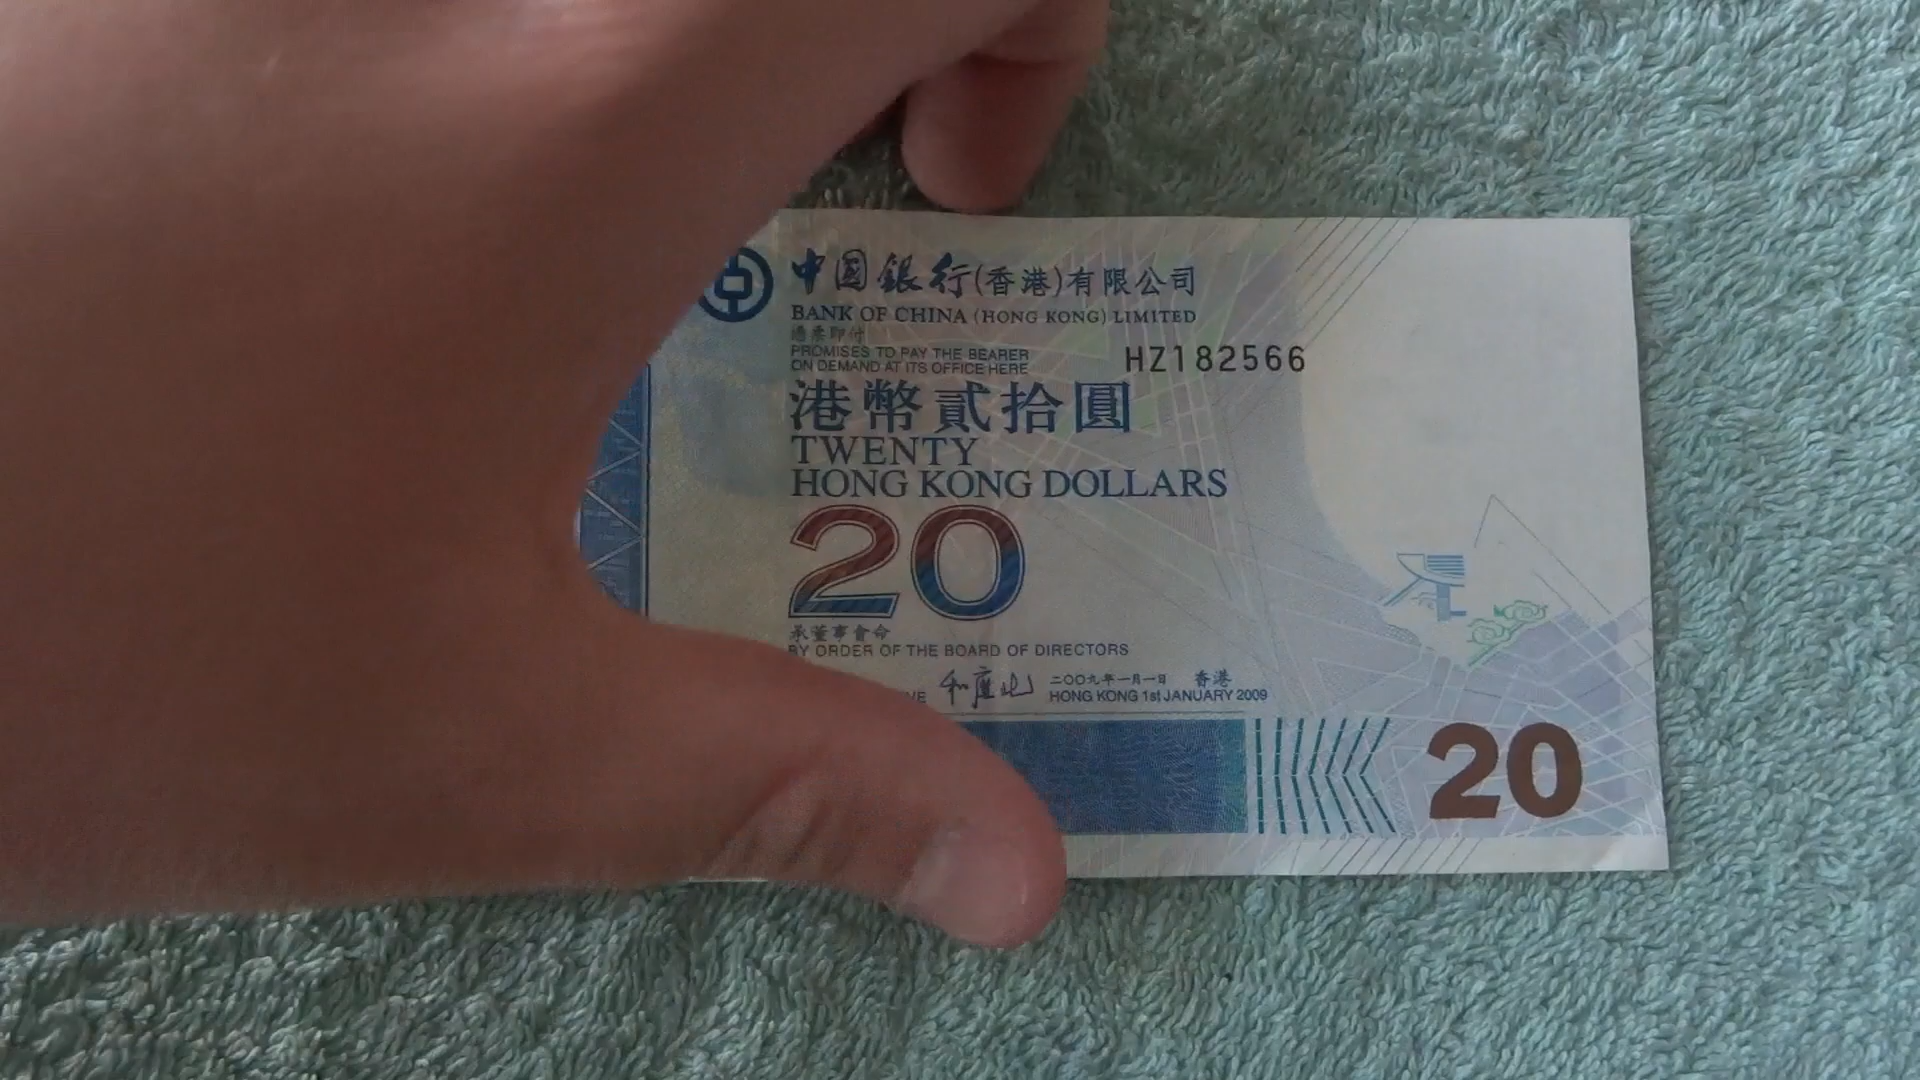 中國銀行(香港)有限公司
BANK OF CHINA (HONG KONG) LIMITED
憑票即付
PROMISES TO PAY THE BEARER
ON DEMAND AT ITS OFFICE HERE
HZ182566
港幣貳拾圓
TWENTY
HONG KONG DOLLARS
20
承董事會命
BY ORDER OF THE BOARD OF DIRECTORS
二〇〇九年一月一日 香港
HONG KONG 1st JANUARY 2009
20